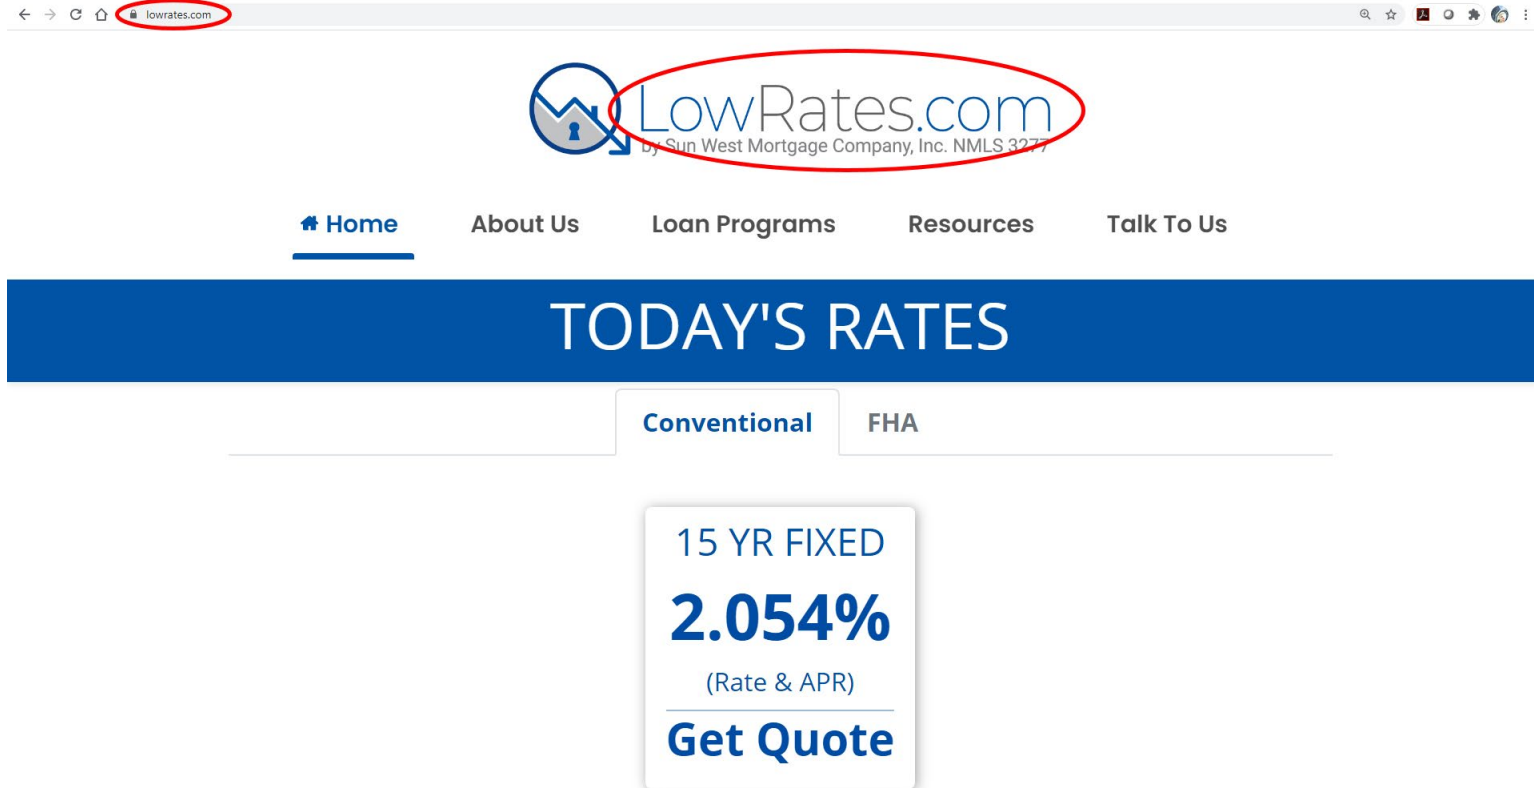 lowrates.com
LowRates.com
by Sun West Mortgage Company, Inc. NMLS 3277
Home About Us Loan Programs Resources Talk To Us
TODAY'S RATES
Conventional FHA
15 YR FIXED
2.054%
(Rate & APR)
Get Quote